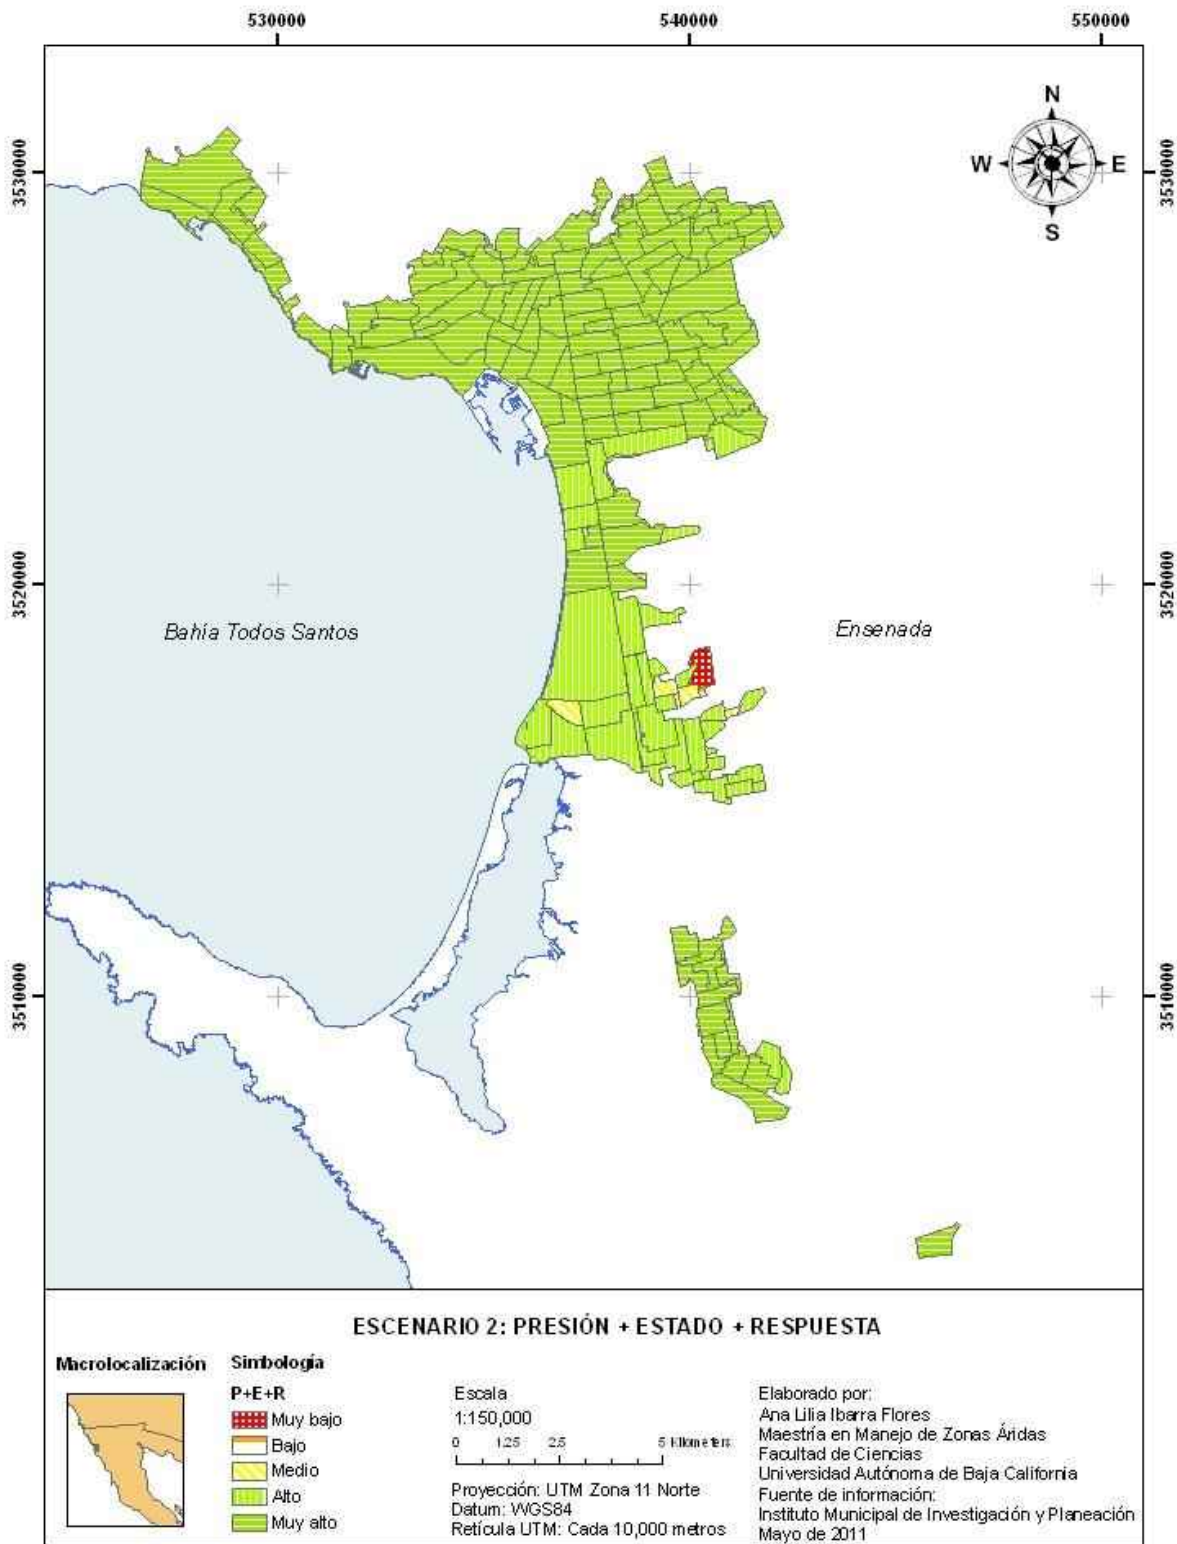 530000 540000 550000
3530000
3530000
N
W E
S
3520000
3520000
Bahía Todos Santos
Ensenada
3510000
3510000
ESCENARIO 2: PRESIÓN + ESTADO + RESPUESTA
Macrolocalización
Simbología
P+E+R
Muy bajo
Bajo
Medio
Alto
Muy alto
Escala
1:150,000
0 1.25 2.5 5 Kilometers
Proyección: UTM Zona 11 Norte
Datum: WGS84
Retícula UTM: Cada 10,000 metros
Elaborado por:
Ana Lilia Ibarra Flores
Maestría en Manejo de Zonas Áridas
Facultad de Ciencias
Universidad Autónoma de Baja California
Fuente de información:
Instituto Municipal de Investigación y Planeación
Mayo de 2011